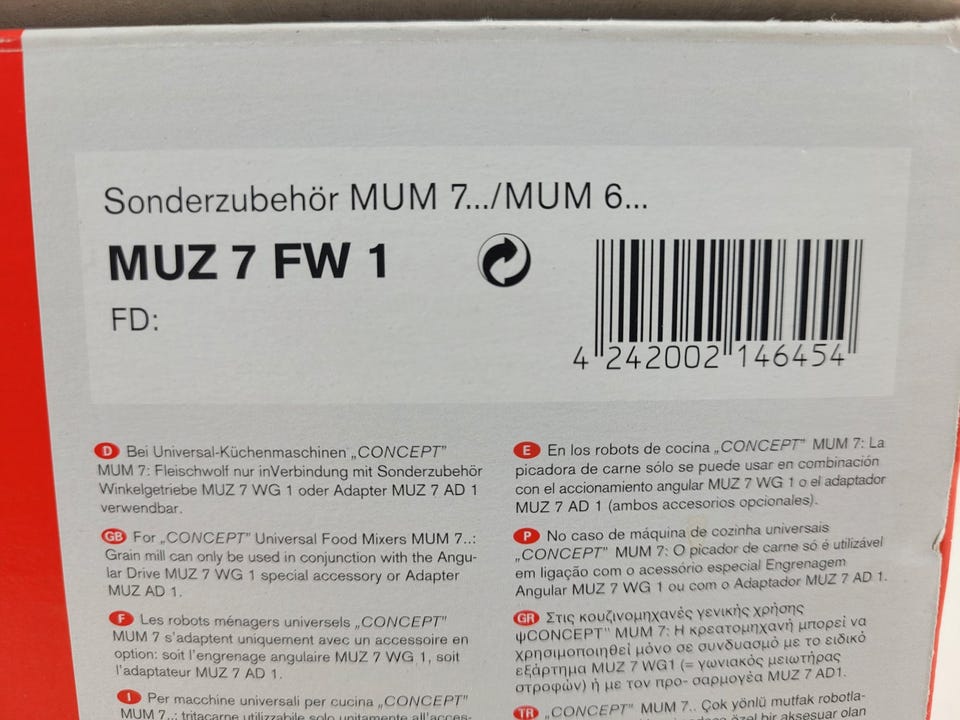 Sonderzubehör MUM 7.../MUM 6...
MUZ 7 FW 1
FD:
4 242002 146454
D Bei Universal-Küchenmaschinen „CONCEPT”
MUM 7: Fleischwolf nur inVerbindung mit Sonderzubehör
Winkelgetriebe MUZ 7 WG 1 oder Adapter MUZ 7 AD 1
verwendbar.
GB For „CONCEPT” Universal Food Mixers MUM 7..:
Grain mill can only be used in conjunction with the Angu-
lar Drive MUZ 7 WG 1 special accessory or Adapter
MUZ AD 1.
F Les robots ménagers universels „CONCEPT”
MUM 7 s’adaptent uniquement avec un accessoire en
option: soit l’engrenage angulaire MUZ 7 WG 1, soit
l’adaptateur MUZ 7 AD 1.
I Per macchine universali per cucina „CONCEPT”
MUM 7..: tritacarne utilizzabile solo unitamente all’acces-
E En los robots de cocina „CONCEPT” MUM 7: La
picadora de carne sólo se puede usar en combinación
con el accionamiento angular MUZ 7 WG 1 o el adaptador
MUZ 7 AD 1 (ambos accesorios opcionales).
P No caso de máquina de cozinha universais
„CONCEPT” MUM 7: O picador de carne só é utilizável
em ligação com o acessório especial Engrenagem
Angular MUZ 7 WG 1 ou com o Adaptador MUZ 7 AD 1.
GR Στις κουζινομηχανές γενικής χρήσης
ψCONCEPT” MUM 7: Η κρεατομηχανή μπορεί να
χρησιμοποιηθεί μόνο σε συνδυασμό με το ειδικό
εξάρτημα MUZ 7 WG1 (= γωνιακός μειωτήρας
στροφών) ή με τον προ- σαρμογέα MUZ 7 AD1.
TR „CONCEPT” MUM 7.. Çok yönlü mutfak robotla-
özel bir aksesuar olan